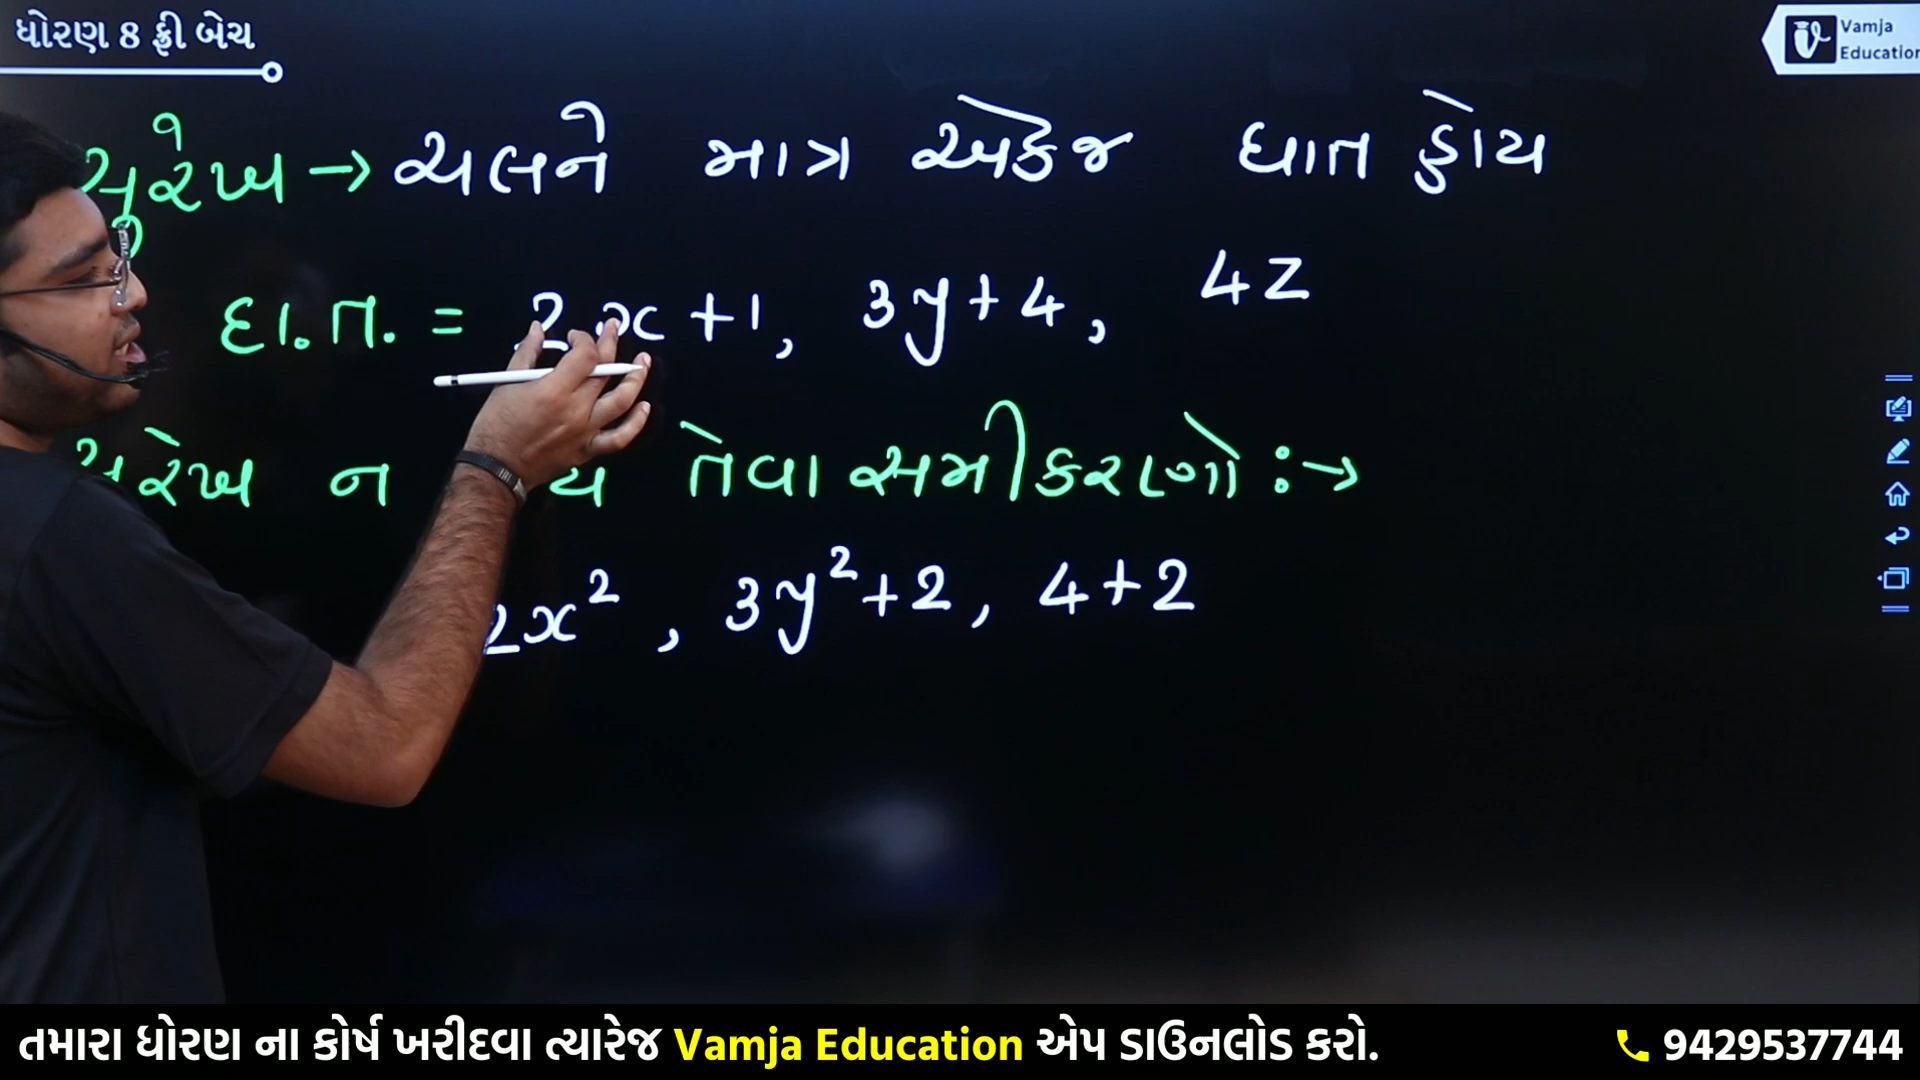 ધોરણ 8 ફ્રી બેચ
Vamja
Education
સુરેખ → ચલને માત્ર એકજ ઘાત હોય
દા.ત. = 2x+1, 3y+4, 4z
સુરેખ ન તેવા સમીકરણો :→
2x², 3y²+2, 4+2
તમારા ધોરણ ના કોર્ષ ખરીદવા ત્યારેજ Vamja Education એપ ડાઉનલોડ કરો. 9429537744